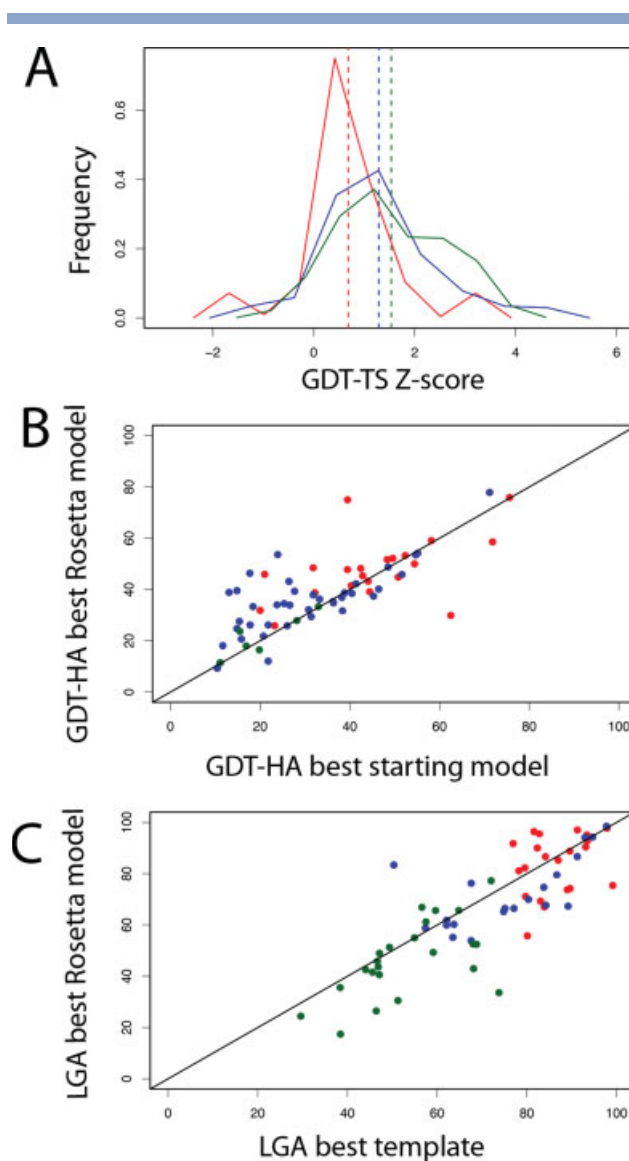 A
Frequency
0.6
0.4
0.2
0.0
−2 0 2 4 6
GDT-TS Z-score
B
GDT-HA best Rosetta model
100
80
60
40
20
0
0 20 40 60 80 100
GDT-HA best starting model
C
LGA best Rosetta model
100
80
60
40
20
0
0 20 40 60 80 100
LGA best template